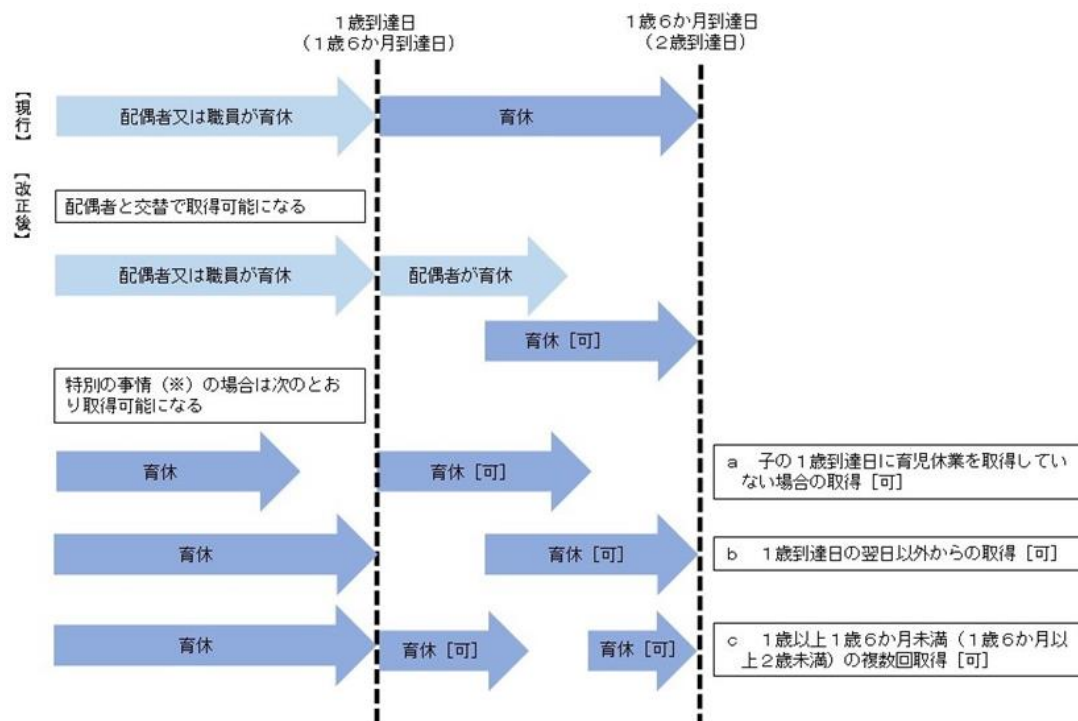 1歳到達日
(1歳6か月到達日)
1歳6か月到達日
(2歳到達日)
【現行】
配偶者又は職員が育休
育休
【改正後】
配偶者と交替で取得可能になる
配偶者又は職員が育休
配偶者が育休
育休［可］
特別の事情（※）の場合は次のとお
り取得可能になる
育休
育休［可］
a　子の１歳到達日に育児休業を取得してい
ない場合の取得［可］
育休
育休［可］
b　１歳到達日の翌日以外からの取得［可］
育休
育休［可］
育休［可］
c　１歳以上１歳６か月未満（１歳６か月以
上２歳未満）の複数回取得［可］